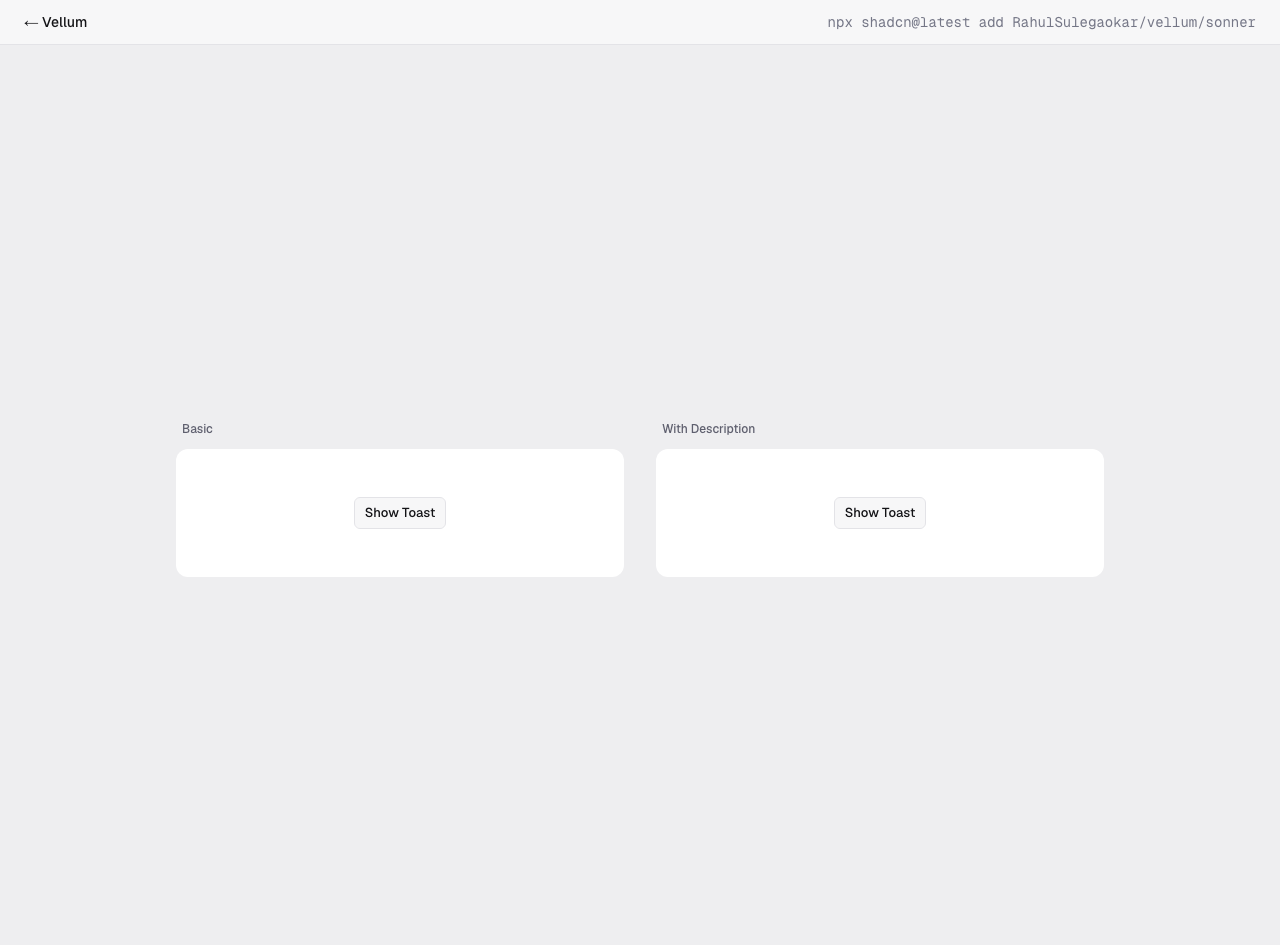 ← Vellum
npx shadcn@latest add RahulSulegaokar/vellum/sonner
Basic
With Description
Show Toast
Show Toast